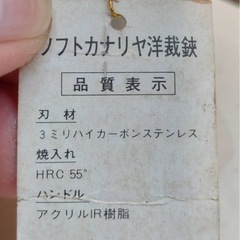 ソフトカナリヤ洋裁鋏
品質表示
刃材
3ミリハイカーボンステンレス
焼入れ
HRC 55°
ハンドル
アクリルIR樹脂